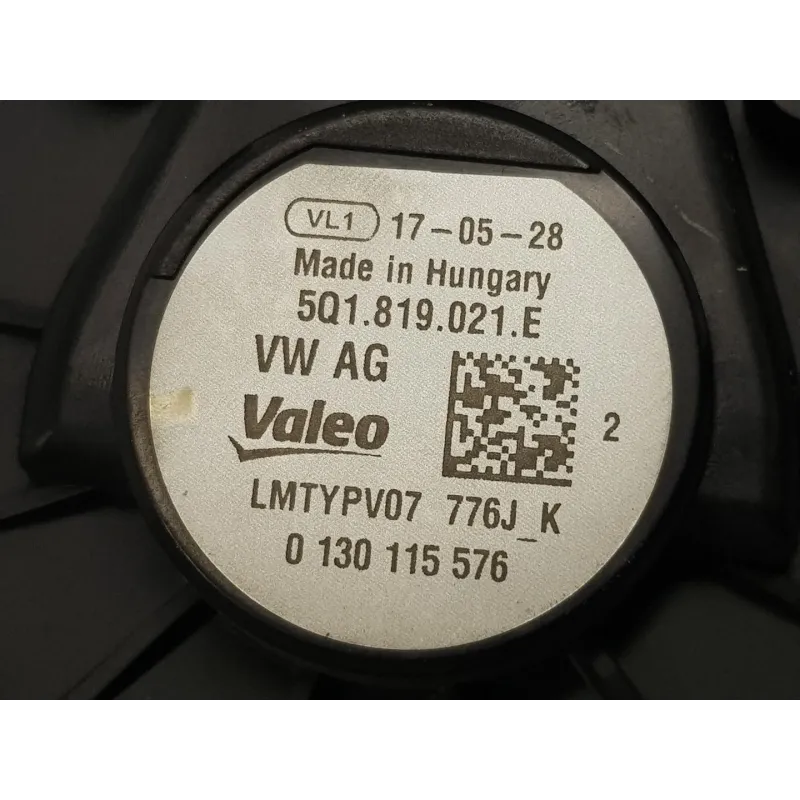 VL1 17-05-28
Made in Hungary
5Q1.819.021.E
VW AG
Valeo
2
LMTYPV07 776J_K
0 130 115 576